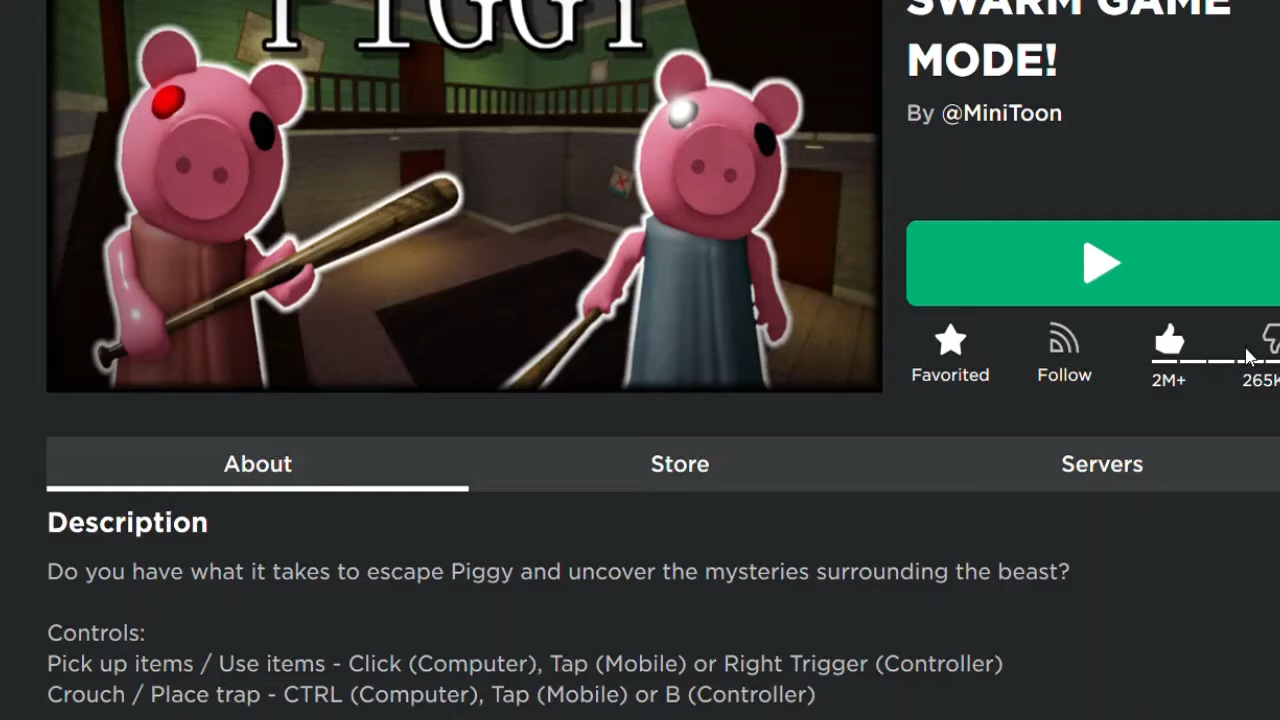 PIGGY
SWARM GAME
MODE!
By @MiniToon
Favorited
Follow
2M+
265K
About
Store
Servers
Description
Do you have what it takes to escape Piggy and uncover the mysteries surrounding the beast?
Controls:
Pick up items / Use items - Click (Computer), Tap (Mobile) or Right Trigger (Controller)
Crouch / Place trap - CTRL (Computer), Tap (Mobile) or B (Controller)